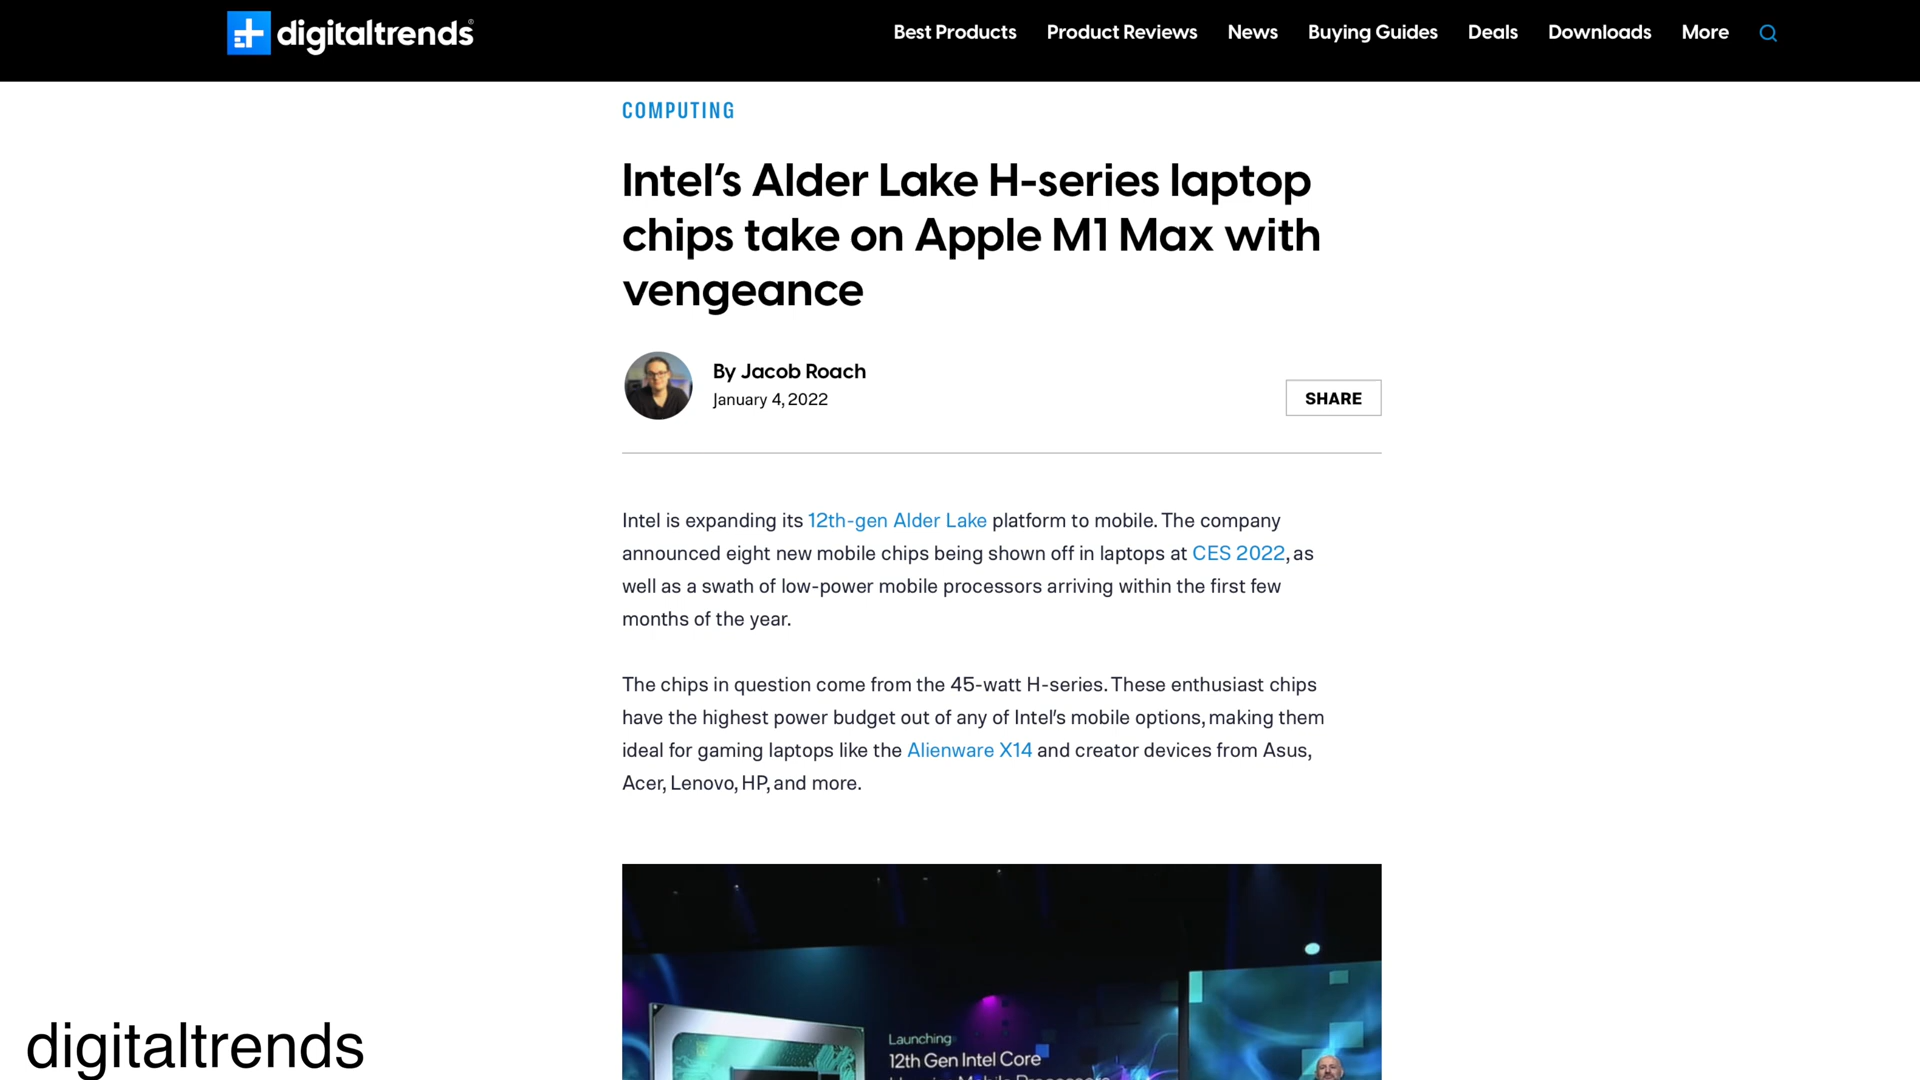 digitaltrends
Best Products Product Reviews News Buying Guides Deals Downloads More
COMPUTING
Intel’s Alder Lake H-series laptop
chips take on Apple M1 Max with
vengeance
By Jacob Roach
January 4, 2022
SHARE
Intel is expanding its 12th-gen Alder Lake platform to mobile. The company
announced eight new mobile chips being shown off in laptops at CES 2022, as
well as a swath of low-power mobile processors arriving within the first few
months of the year.
The chips in question come from the 45-watt H-series. These enthusiast chips
have the highest power budget out of any of Intel’s mobile options, making them
ideal for gaming laptops like the Alienware X14 and creator devices from Asus,
Acer, Lenovo, HP, and more.
Launching
12th Gen Intel Core
Mobile Processors
digitaltrends